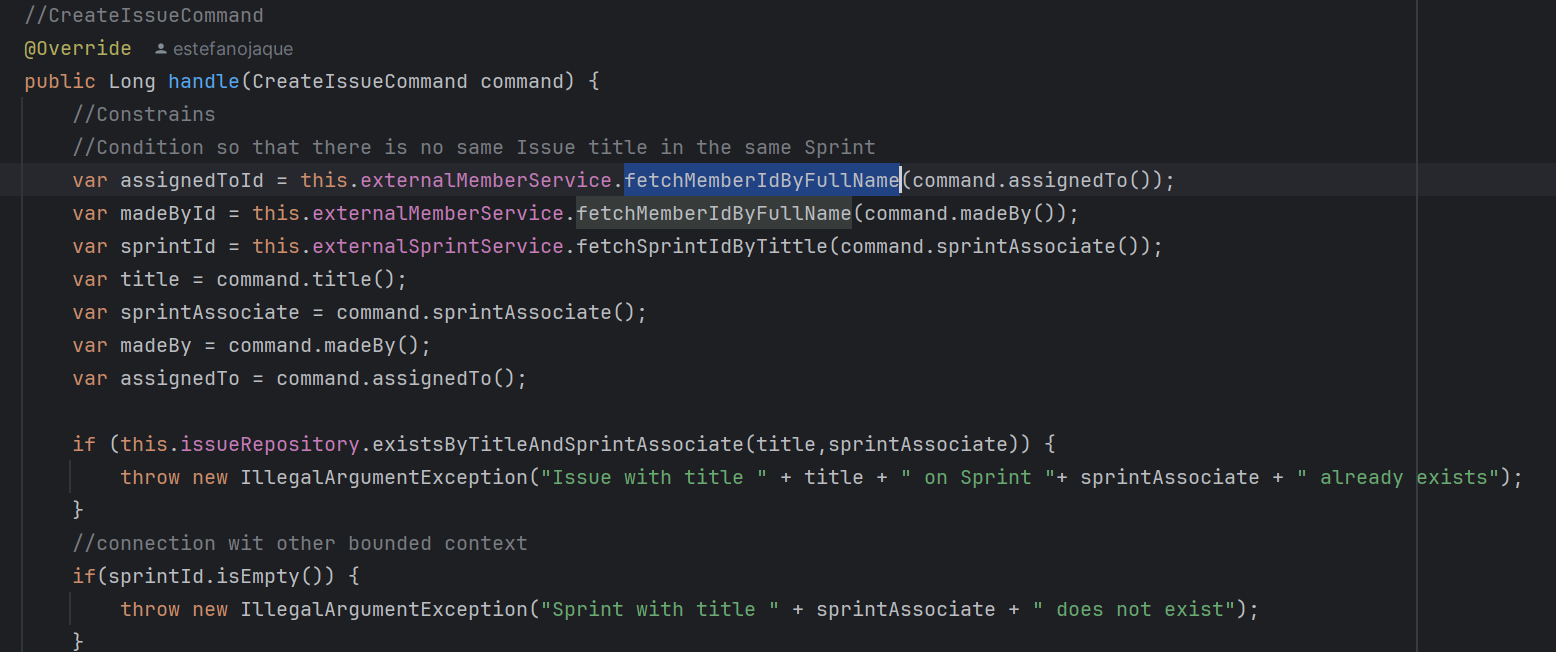 //CreateIssueCommand
@Override estefanojaque
public Long handle(CreateIssueCommand command) {
//Constrains
//Condition so that there is no same Issue title in the same Sprint
var assignedToId = this.externalMemberService.fetchMemberIdByFullName(command.assignedTo());
var madeById = this.externalMemberService.fetchMemberIdByFullName(command.madeBy());
var sprintId = this.externalSprintService.fetchSprintIdByTittle(command.sprintAssociate());
var title = command.title();
var sprintAssociate = command.sprintAssociate();
var madeBy = command.madeBy();
var assignedTo = command.assignedTo();
if (this.issueRepository.existsByTitleAndSprintAssociate(title,sprintAssociate)) {
throw new IllegalArgumentException("Issue with title " + title + " on Sprint "+ sprintAssociate + " already exists");
}
//connection wit other bounded context
if(sprintId.isEmpty()) {
throw new IllegalArgumentException("Sprint with title " + sprintAssociate + " does not exist");
}